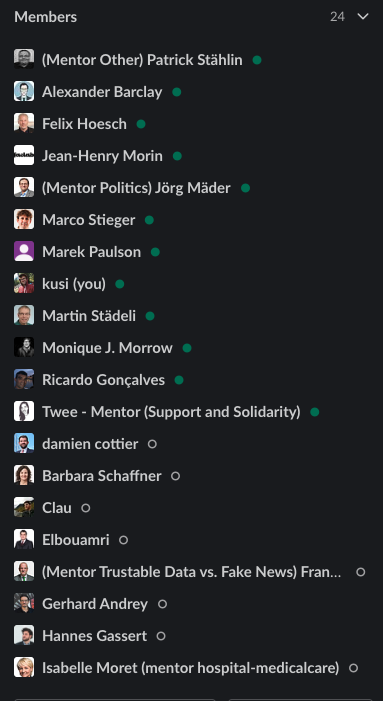 Members 24
(Mentor Other) Patrick Stählin
Alexander Barclay
Felix Hoesch
Jean-Henry Morin
(Mentor Politics) Jörg Mäder
Marco Stieger
Marek Paulson
kusi (you)
Martin Städeli
Monique J. Morrow
Ricardo Gonçalves
Twee - Mentor (Support and Solidarity)
damien cottier
Barbara Schaffner
Clau
Elbouamri
(Mentor Trustable Data vs. Fake News) Fran...
Gerhard Andrey
Hannes Gassert
Isabelle Moret (mentor hospital-medicalcare)